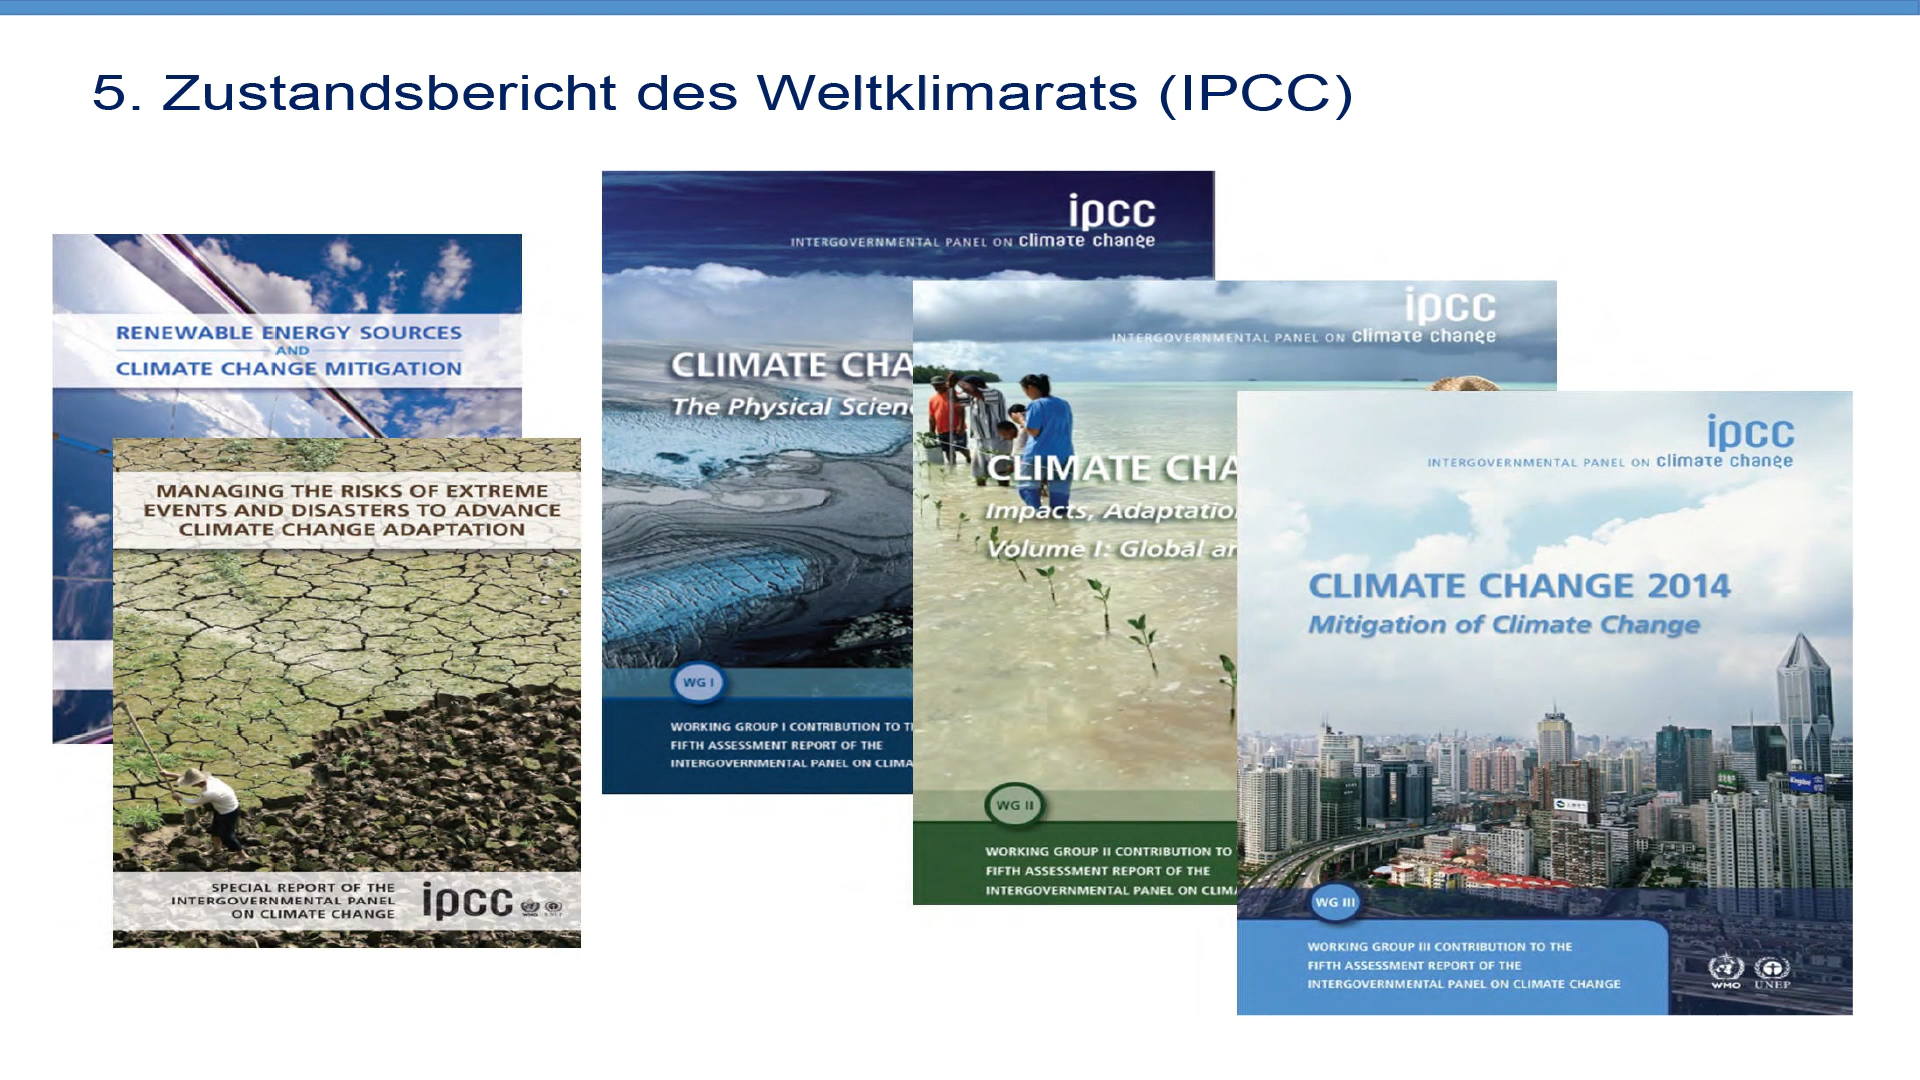 5. Zustandsbericht des Weltklimarats (IPCC)
RENEWABLE ENERGY SOURCES
AND
CLIMATE CHANGE MITIGATION
MANAGING THE RISKS OF EXTREME
EVENTS AND DISASTERS TO ADVANCE
CLIMATE CHANGE ADAPTATION
SPECIAL REPORT OF THE
INTERGOVERNMENTAL PANEL
ON CLIMATE CHANGE
ipcc
WMO UNEP
ipcc
INTERGOVERNMENTAL PANEL ON climate change
CLIMATE CHA
The Physical Scien
WG I
WORKING GROUP I CONTRIBUTION TO T
FIFTH ASSESSMENT REPORT OF THE
INTERGOVERNMENTAL PANEL ON CLIMA
ipcc
INTERGOVERNMENTAL PANEL ON climate change
CLIMATE CHA
Impacts, Adaptatio
Volume I: Global an
WG II
WORKING GROUP II CONTRIBUTION TO
FIFTH ASSESSMENT REPORT OF THE
INTERGOVERNMENTAL PANEL ON CLIM
ipcc
INTERGOVERNMENTAL PANEL ON climate change
CLIMATE CHANGE 2014
Mitigation of Climate Change
WG III
WORKING GROUP III CONTRIBUTION TO THE
FIFTH ASSESSMENT REPORT OF THE
INTERGOVERNMENTAL PANEL ON CLIMATE CHANGE
WMO UNEP